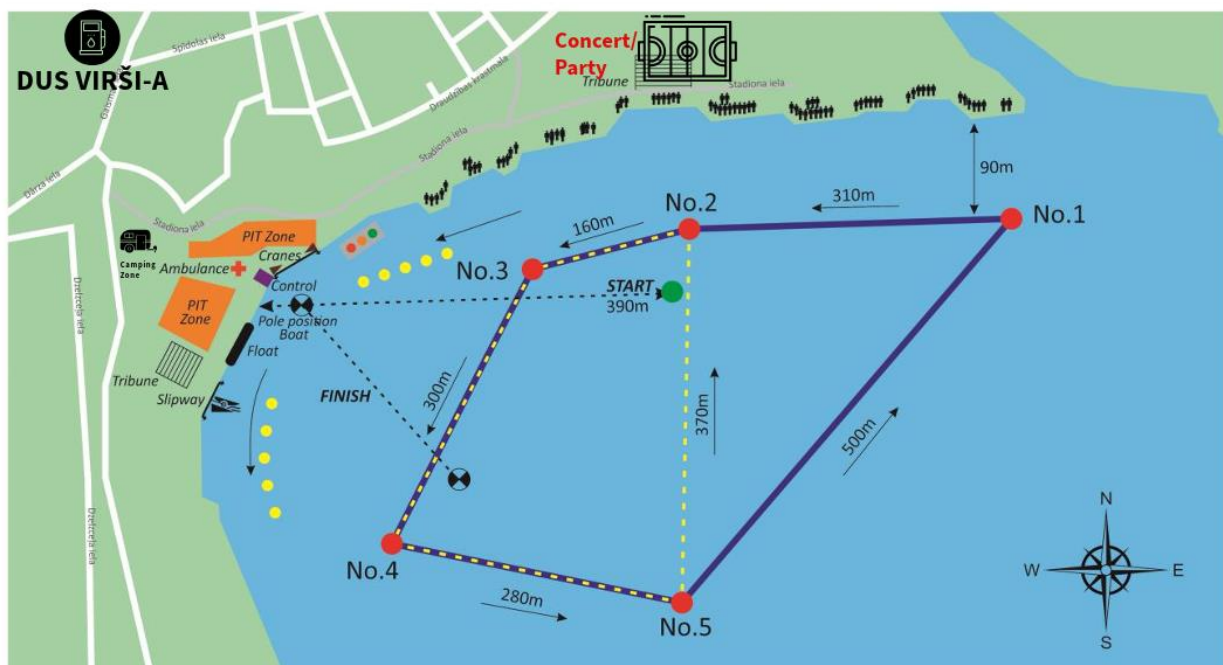 DUS VIRŠI-A
Spīdolas iela
Draudzības krastmala
Dārza iela
Concert/
Party
Tribune
Stadiona iela
Stadiona iela
Stadiona iela
90m
310m
No.1
No.2
160m
No.3
PIT Zone
Cranes
Camping
Zone
Ambulance
Control
PIT
Zone
START
390m
Pole position
Boat
Float
Tribune
Slipway
FINISH
300m
370m
500m
No.4
280m
No.5
Dzelzceļa iela
Dzelzceļa iela
N
W
E
S